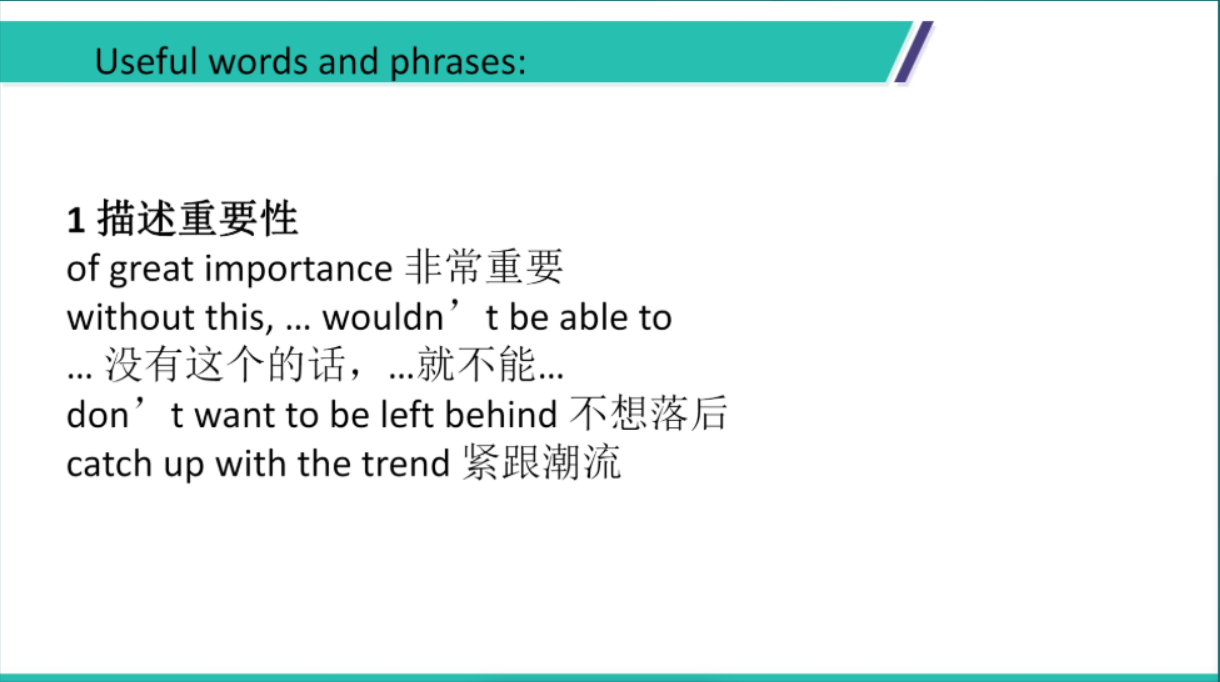 Useful words and phrases:
1 描述重要性
of great importance 非常重要
without this, ... wouldn’t be able to
... 没有这个的话，...就不能...
don’t want to be left behind 不想落后
catch up with the trend 紧跟潮流